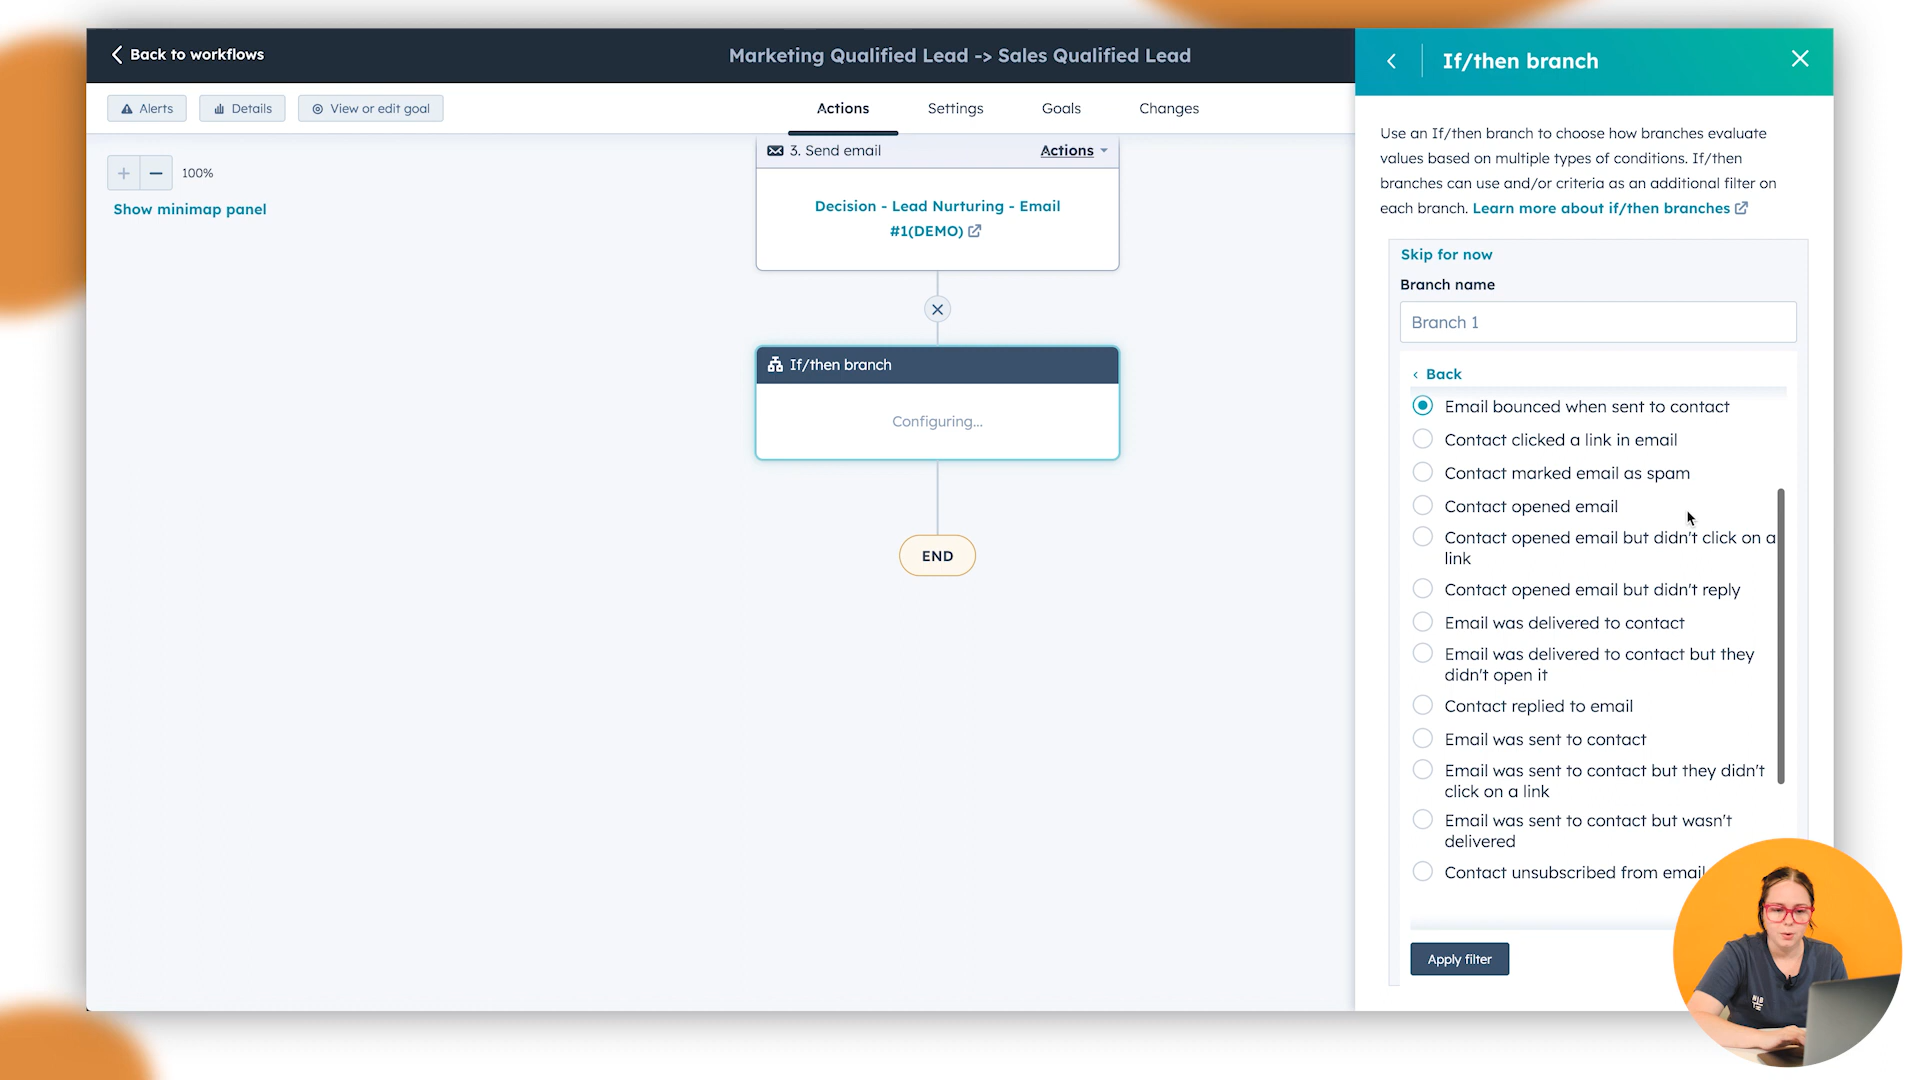 Back to workflows
Marketing Qualified Lead -> Sales Qualified Lead
If/then branch
Alerts
Details
View or edit goal
Actions
Settings
Goals
Changes
100%
Show minimap panel
3. Send email
Actions
Decision - Lead Nurturing - Email
#1(DEMO)
If/then branch
Configuring...
END
Use an If/then branch to choose how branches evaluate
values based on multiple types of conditions. If/then
branches can use and/or criteria as an additional filter on
each branch. Learn more about if/then branches
Skip for now
Branch name
Branch 1
Back
Email bounced when sent to contact
Contact clicked a link in email
Contact marked email as spam
Contact opened email
Contact opened email but didn't click on a
link
Contact opened email but didn't reply
Email was delivered to contact
Email was delivered to contact but they
didn't open it
Contact replied to email
Email was sent to contact
Email was sent to contact but they didn't
click on a link
Email was sent to contact but wasn't
delivered
Contact unsubscribed from email
Apply filter